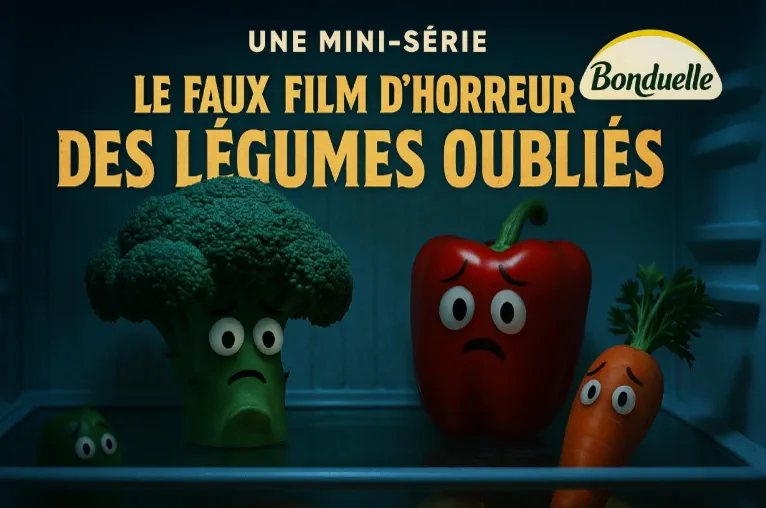 UNE MINI-SÉRIE
LE FAUX FILM D'HORREUR
Bonduelle
DES LÉGUMES OUBLIÉS